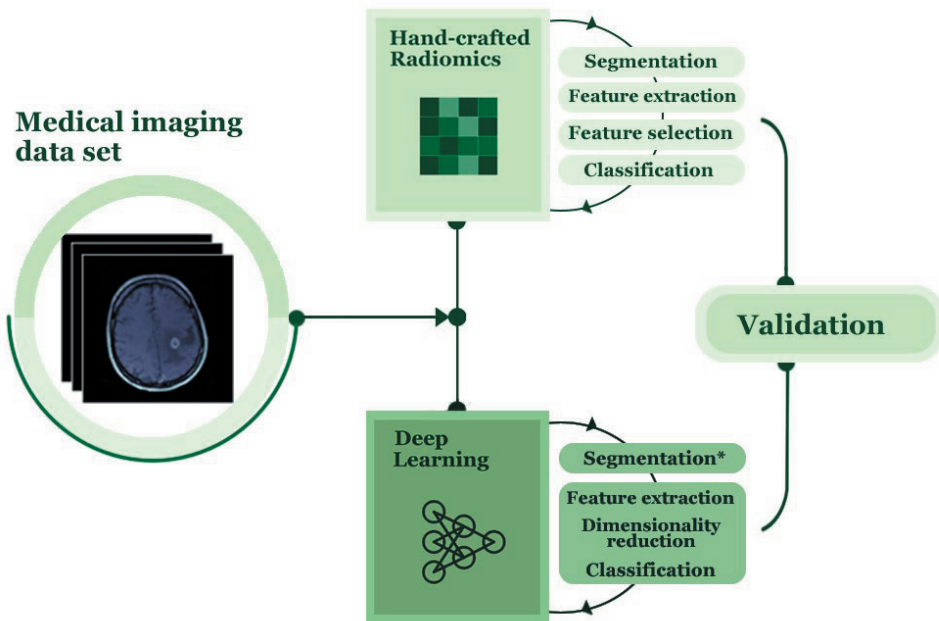 Medical imaging
data set
Hand-crafted
Radiomics
Segmentation
Feature extraction
Feature selection
Classification
Validation
Deep
Learning
Segmentation*
Feature extraction
Dimensionality
reduction
Classification